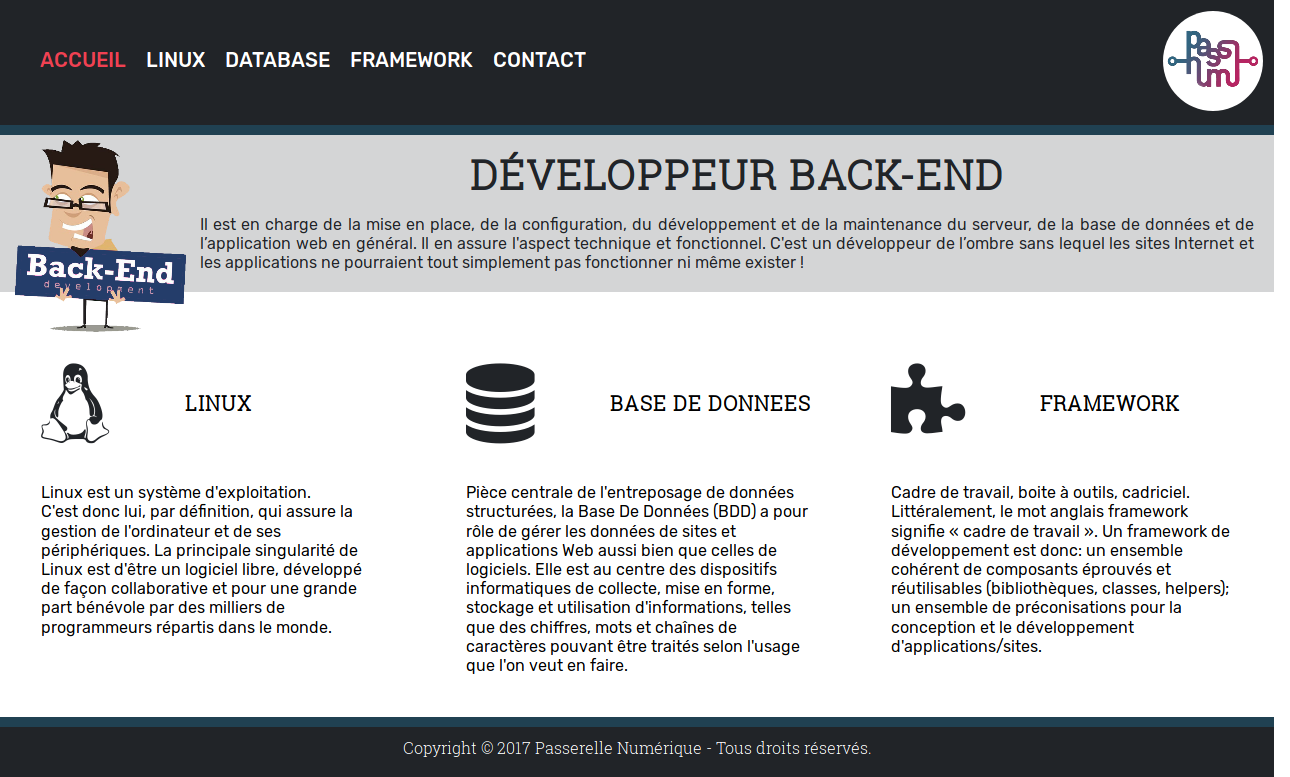 ACCUEIL LINUX DATABASE FRAMEWORK CONTACT
pass
num
DÉVELOPPEUR BACK-END
Il est en charge de la mise en place, de la configuration, du développement et de la maintenance du serveur, de la base de données et de
l’application web en général. Il en assure l'aspect technique et fonctionnel. C'est un développeur de l’ombre sans lequel les sites Internet et
les applications ne pourraient tout simplement pas fonctionner ni même exister !
Back-End
development
LINUX
Linux est un système d'exploitation.
C'est donc lui, par définition, qui assure la
gestion de l'ordinateur et de ses
périphériques. La principale singularité de
Linux est d'être un logiciel libre, développé
de façon collaborative et pour une grande
part bénévole par des milliers de
programmeurs répartis dans le monde.
BASE DE DONNEES
Pièce centrale de l'entreposage de données
structurées, la Base De Données (BDD) a pour
rôle de gérer les données de sites et
applications Web aussi bien que celles de
logiciels. Elle est au centre des dispositifs
informatiques de collecte, mise en forme,
stockage et utilisation d'informations, telles
que des chiffres, mots et chaînes de
caractères pouvant être traités selon l'usage
que l'on veut en faire.
FRAMEWORK
Cadre de travail, boite à outils, cadriciel.
Littéralement, le mot anglais framework
signifie « cadre de travail ». Un framework de
développement est donc: un ensemble
cohérent de composants éprouvés et
réutilisables (bibliothèques, classes, helpers);
un ensemble de préconisations pour la
conception et le développement
d'applications/sites.
Copyright © 2017 Passerelle Numérique - Tous droits réservés.